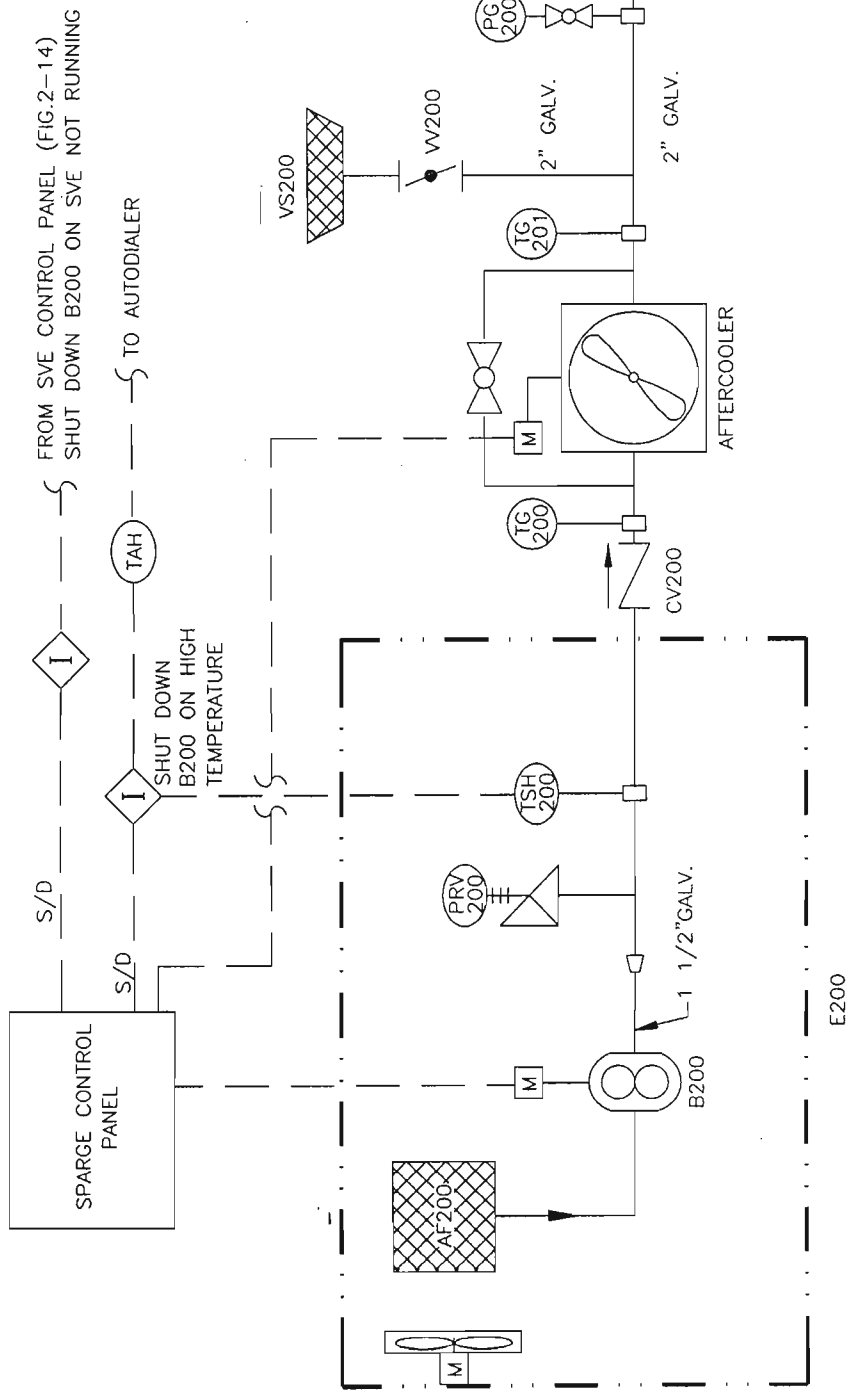 FROM SVE CONTROL PANEL (FIG.2-14)
SHUT DOWN B200 ON SVE NOT RUNNING
TO AUTODIALER
S/D
S/D
I
I
TAH
SHUT DOWN
B200 ON HIGH
TEMPERATURE
SPARGE CONTROL
PANEL
VS200
VV200
2" GALV.
2" GALV.
PG
200
TG
201
TG
200
M
AFTERCOOLER
CV200
TSH
200
PRV
200
1 1/2"GALV.
M
B200
AF200
M
E200